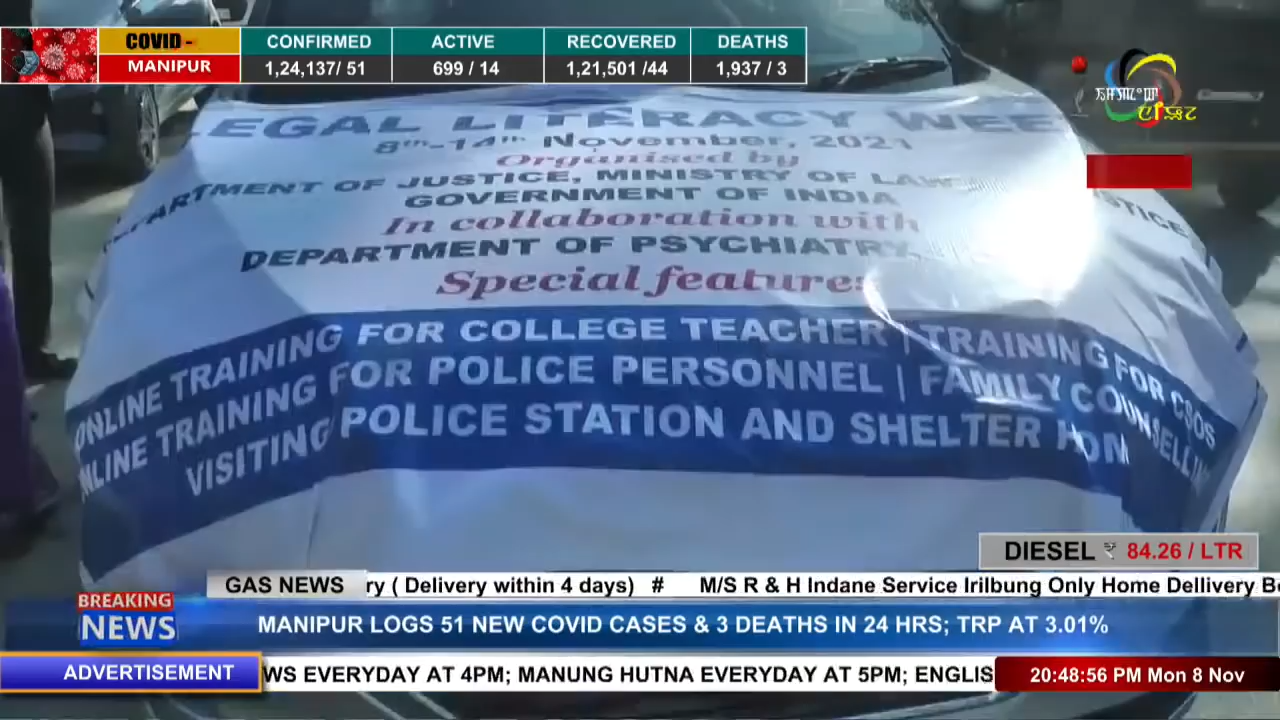 COVID -
MANIPUR
CONFIRMED
1,24,137/ 51
ACTIVE
699 / 14
RECOVERED
1,21,501 /44
DEATHS
1,937 / 3
LEGAL LITERACY WEE
8th-14th November, 2021
Organised by
DEPARTMENT OF JUSTICE, MINISTRY OF LAW JUSTICE
GOVERNMENT OF INDIA
In collaboration with
DEPARTMENT OF PSYCHIATRY,
Special features
ONLINE TRAINING FOR COLLEGE TEACHER | TRAINING FOR CSOS
ONLINE TRAINING FOR POLICE PERSONNEL | FAMILY COUNSELLIN
VISITING POLICE STATION AND SHELTER HOM
DIESEL ₹ 84.26 / LTR
GAS NEWS
ry ( Delivery within 4 days) # M/S R & H Indane Service Irilbung Only Home Dellivery B
BREAKING
NEWS
MANIPUR LOGS 51 NEW COVID CASES & 3 DEATHS IN 24 HRS; TRP AT 3.01%
ADVERTISEMENT
WS EVERYDAY AT 4PM; MANUNG HUTNA EVERYDAY AT 5PM; ENGLIS
20:48:56 PM Mon 8 Nov